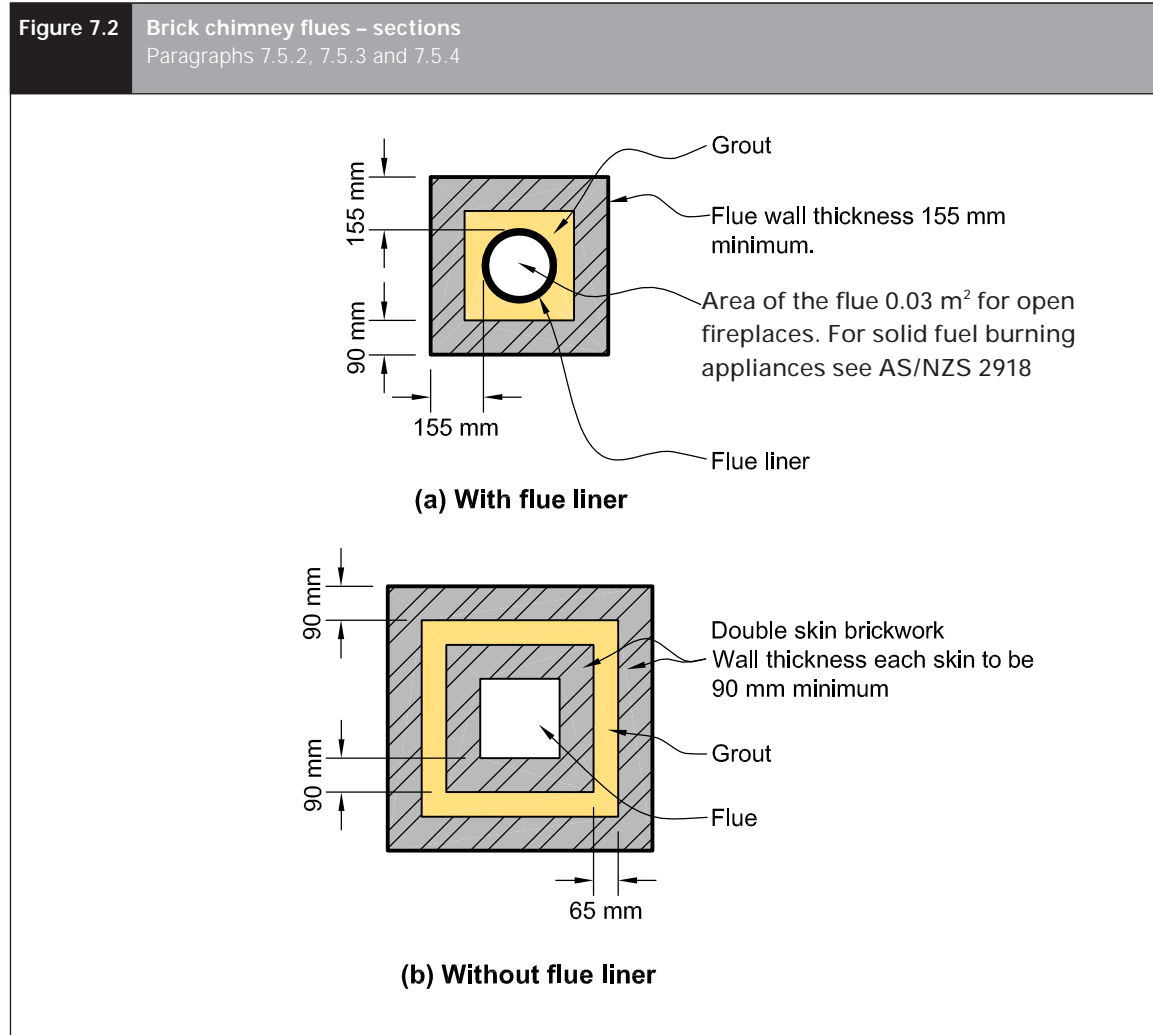 Figure 7.2
Brick chimney flues – sections
Paragraphs 7.5.2, 7.5.3 and 7.5.4
Grout
155 mm
Flue wall thickness 155 mm
minimum.
Area of the flue 0.03 m² for open
fireplaces. For solid fuel burning
appliances see AS/NZS 2918
90 mm
155 mm
Flue liner
(a) With flue liner
90 mm
Double skin brickwork
Wall thickness each skin to be
90 mm minimum
Grout
90 mm
Flue
65 mm
(b) Without flue liner